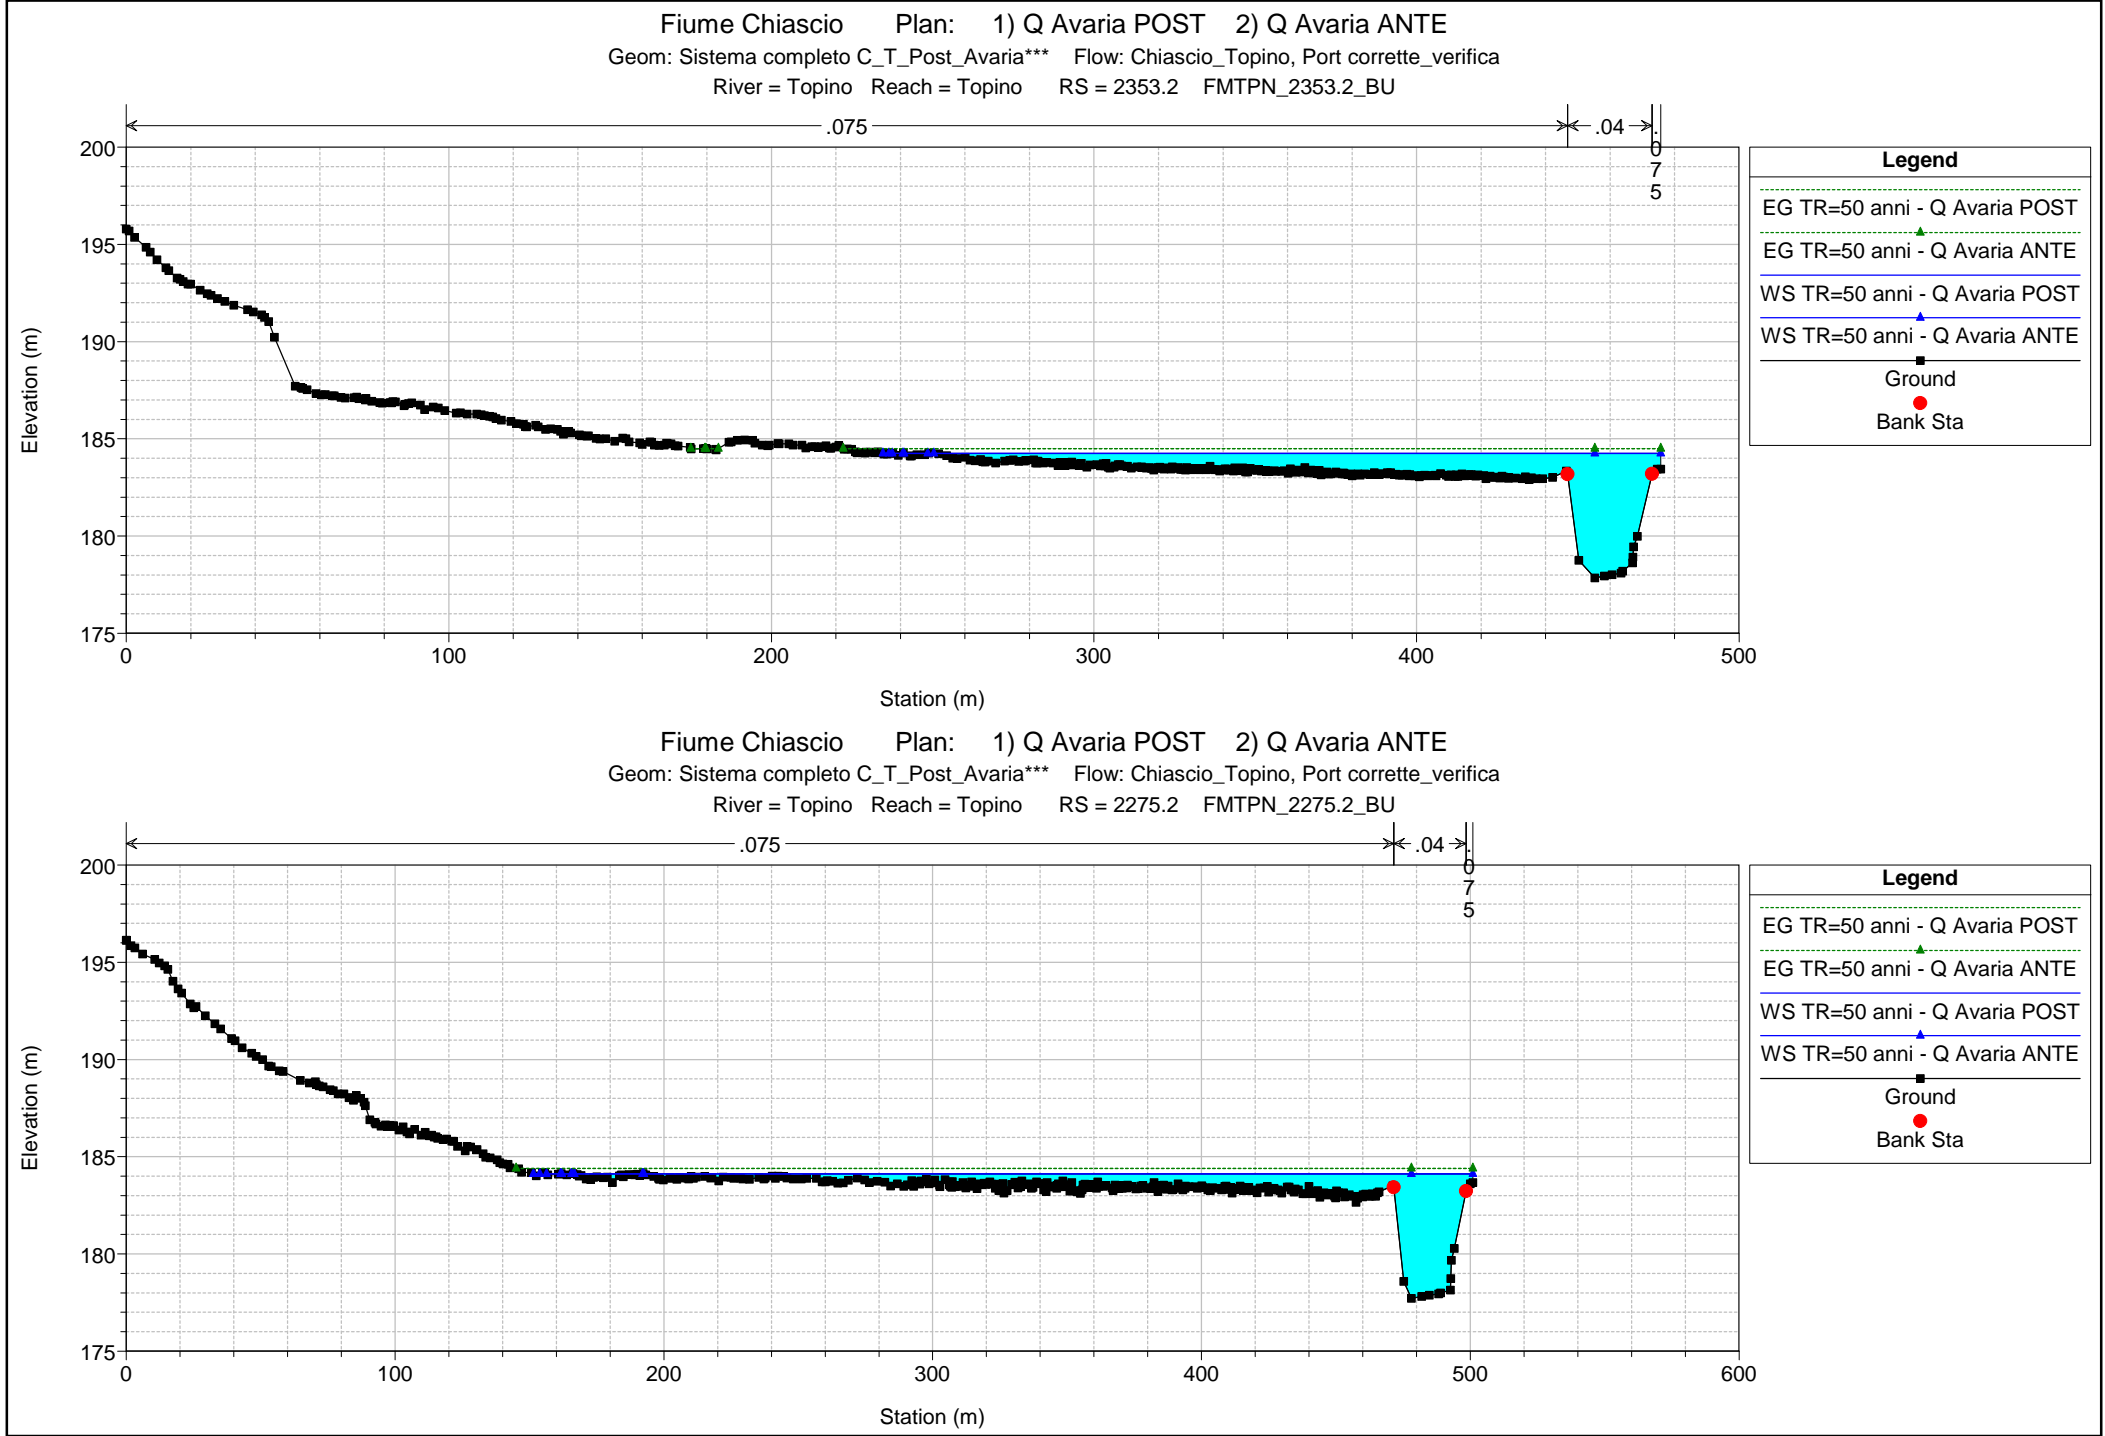 Fiume Chiascio Plan: 1) Q Avaria POST 2) Q Avaria ANTE
Geom: Sistema completo C_T_Post_Avaria*** Flow: Chiascio_Topino, Port corrette_verifica
River = Topino Reach = Topino RS = 2353.2 FMTPN_2353.2_BU
.075 .04 .075
200
195
190
185
180
175
Elevation (m)
0 100 200 300 400 500
Station (m)
Legend
EG TR=50 anni - Q Avaria POST
EG TR=50 anni - Q Avaria ANTE
WS TR=50 anni - Q Avaria POST
WS TR=50 anni - Q Avaria ANTE
Ground
Bank Sta
Fiume Chiascio Plan: 1) Q Avaria POST 2) Q Avaria ANTE
Geom: Sistema completo C_T_Post_Avaria*** Flow: Chiascio_Topino, Port corrette_verifica
River = Topino Reach = Topino RS = 2275.2 FMTPN_2275.2_BU
.075 .04 .075
200
195
190
185
180
175
Elevation (m)
0 100 200 300 400 500 600
Station (m)
Legend
EG TR=50 anni - Q Avaria POST
EG TR=50 anni - Q Avaria ANTE
WS TR=50 anni - Q Avaria POST
WS TR=50 anni - Q Avaria ANTE
Ground
Bank Sta